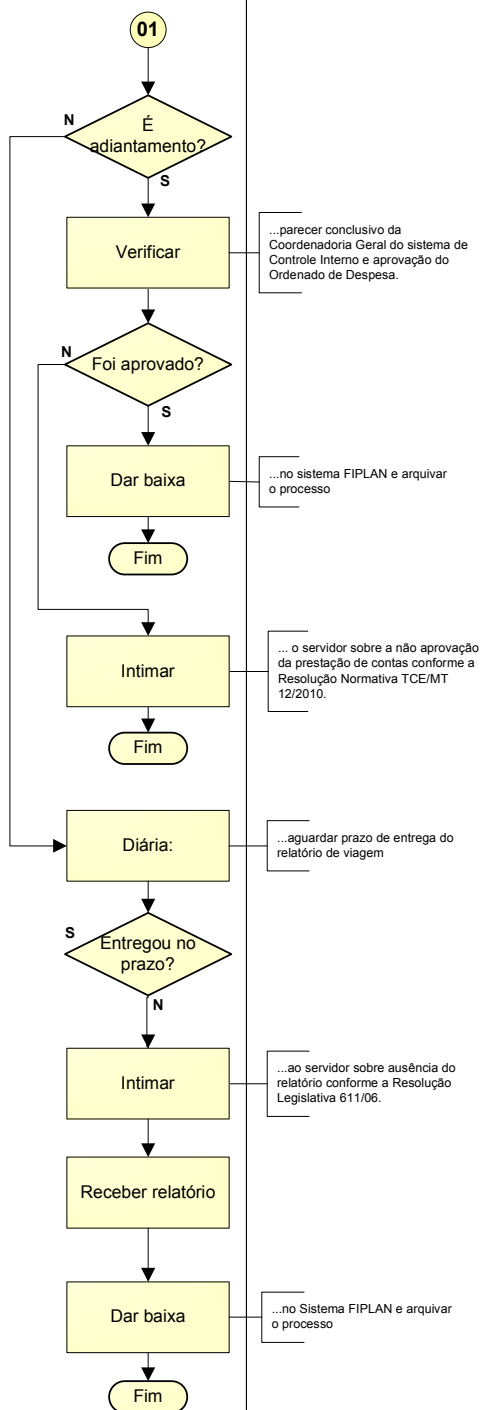 01
N
É
adiantamento?
S
Verificar
...parecer conclusivo da
Coordenadoria Geral do sistema de
Controle Interno e aprovação do
Ordenado de Despesa.
N
Foi aprovado?
S
Dar baixa
...no sistema FIPLAN e arquivar
o processo
Fim
Intimar
... o servidor sobre a não aprovação
da prestação de contas conforme a
Resolução Normativa TCE/MT
12/2010.
Fim
Diária:
...aguardar prazo de entrega do
relatório de viagem
S
Entregou no
prazo?
N
Intimar
...ao servidor sobre ausência do
relatório conforme a Resolução
Legislativa 611/06.
Receber relatório
Dar baixa
...no Sistema FIPLAN e arquivar
o processo
Fim